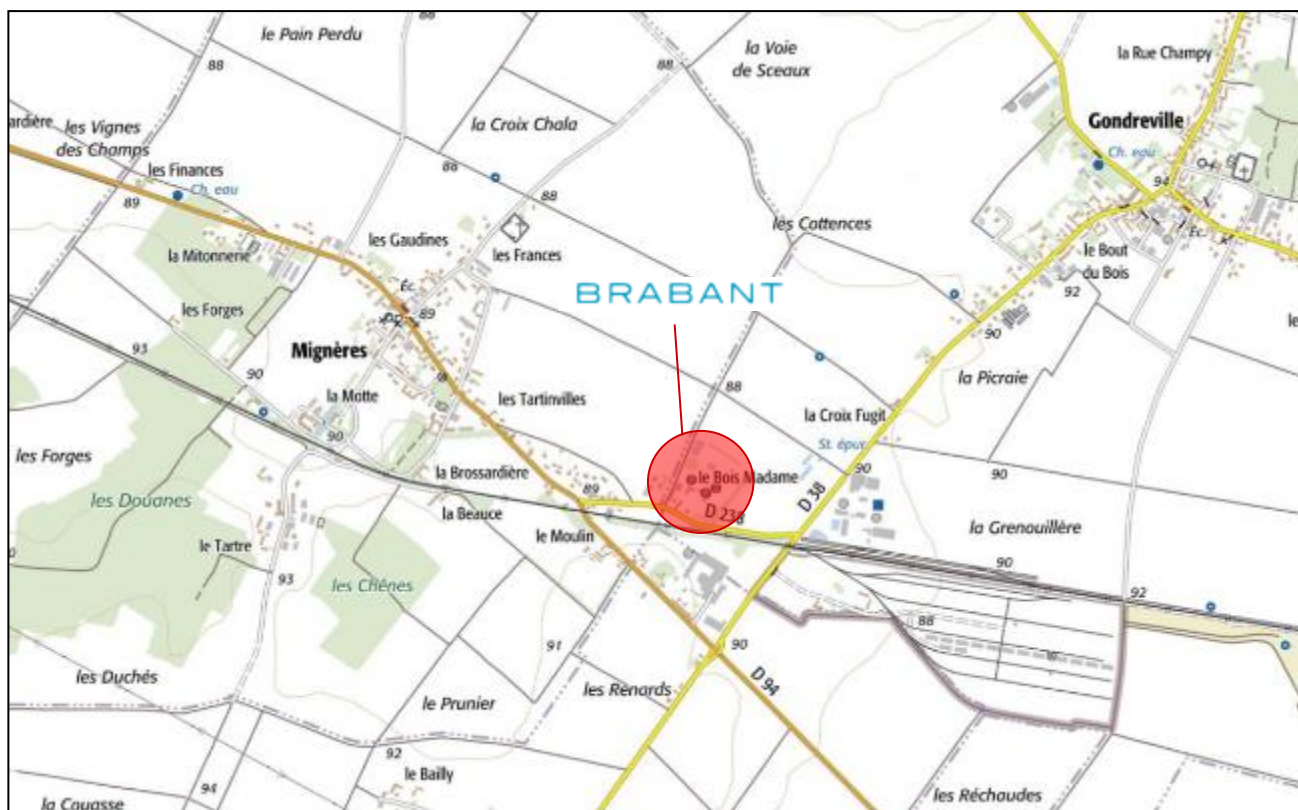 88
le Pain Perdu
la Voie
de Sceaux
la Rue Champy
88
88
Gondreville
ardière
les Vignes
des Champs
la Croix Chala
Ch. eau
les Finances
Ch. eau
88
89
88
94
les Cottences
les Gaudines
la Mitonnerie
les Frances
Éc.
le Bout
du Bois
92
BRABANT
les Forges
Éc.
89
93
Mignères
90
90
les Tartinvilles
88
la Picraie
la Motte
la Croix Fugit
90
St. épur.
les Forges
la Brossardière
le Bois Madame
90
90
les Douanes
89
la Beauce
D 238
D 38
la Grenouillère
le Tartre
le Moulin
90
93
les Chênes
92
88
91
90
les Duchés
le Prunier
les Renards
D 94
92
94
le Bailly
la Couasse
les Réchaudes